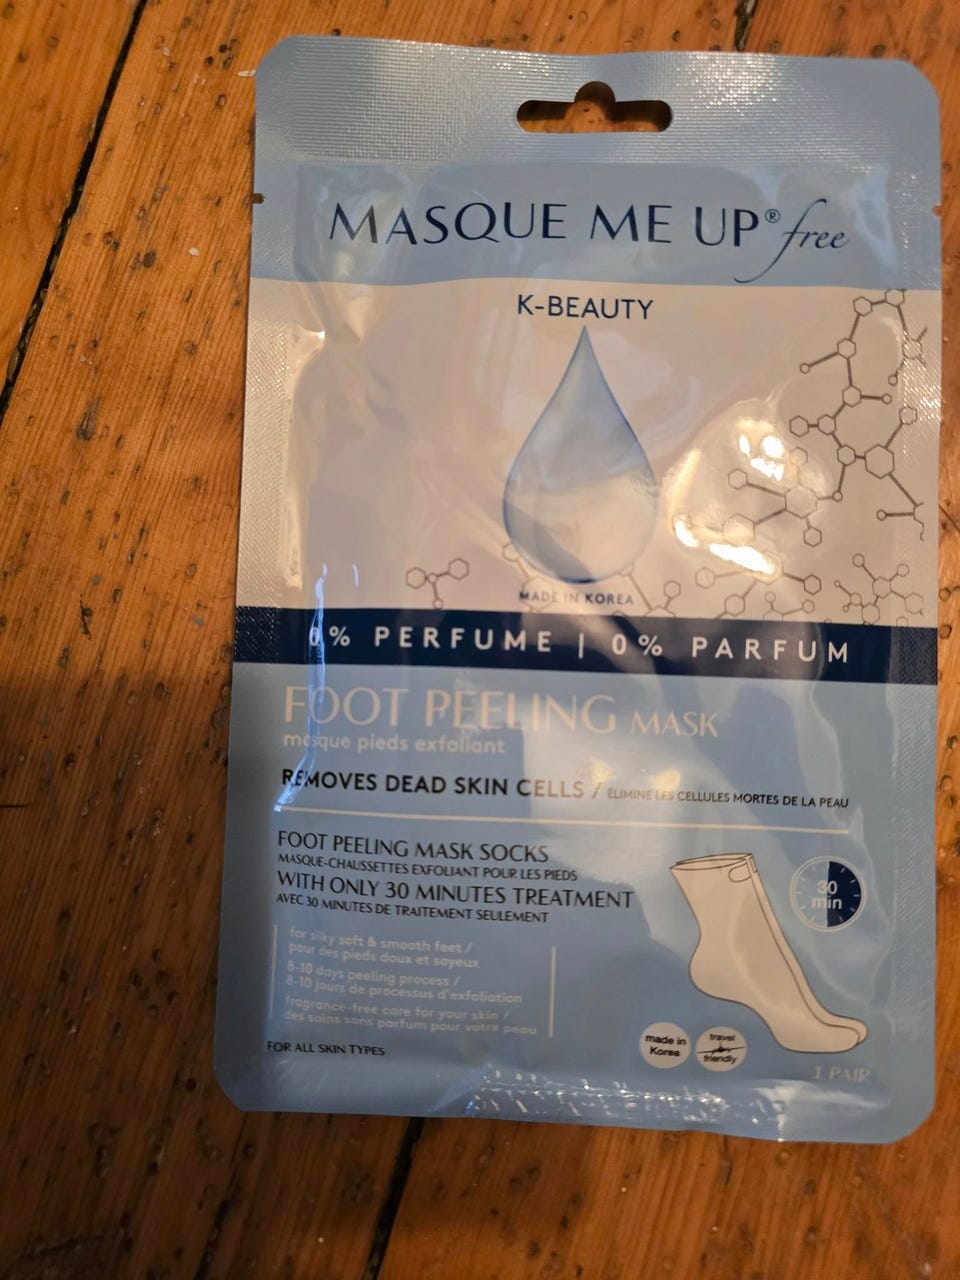 MASQUE ME UP® free
K-BEAUTY
MADE IN KOREA
0% PERFUME | 0% PARFUM
FOOT PEELING MASK
masque pieds exfoliant
REMOVES DEAD SKIN CELLS / ÉLIMINE LES CELLULES MORTES DE LA PEAU
FOOT PEELING MASK SOCKS
MASQUE-CHAUSSETTES EXFOLIANT POUR LES PIEDS
WITH ONLY 30 MINUTES TREATMENT
AVEC 30 MINUTES DE TRAITEMENT SEULEMENT
30
min
for silky soft & smooth feet /
pour des pieds doux et soyeux
8-10 days peeling process /
8-10 jours de processus d'exfoliation
fragrance-free care for your skin /
des soins sans parfum pour votre peau
FOR ALL SKIN TYPES
made in
Korea
travel
friendly
1 PAIR